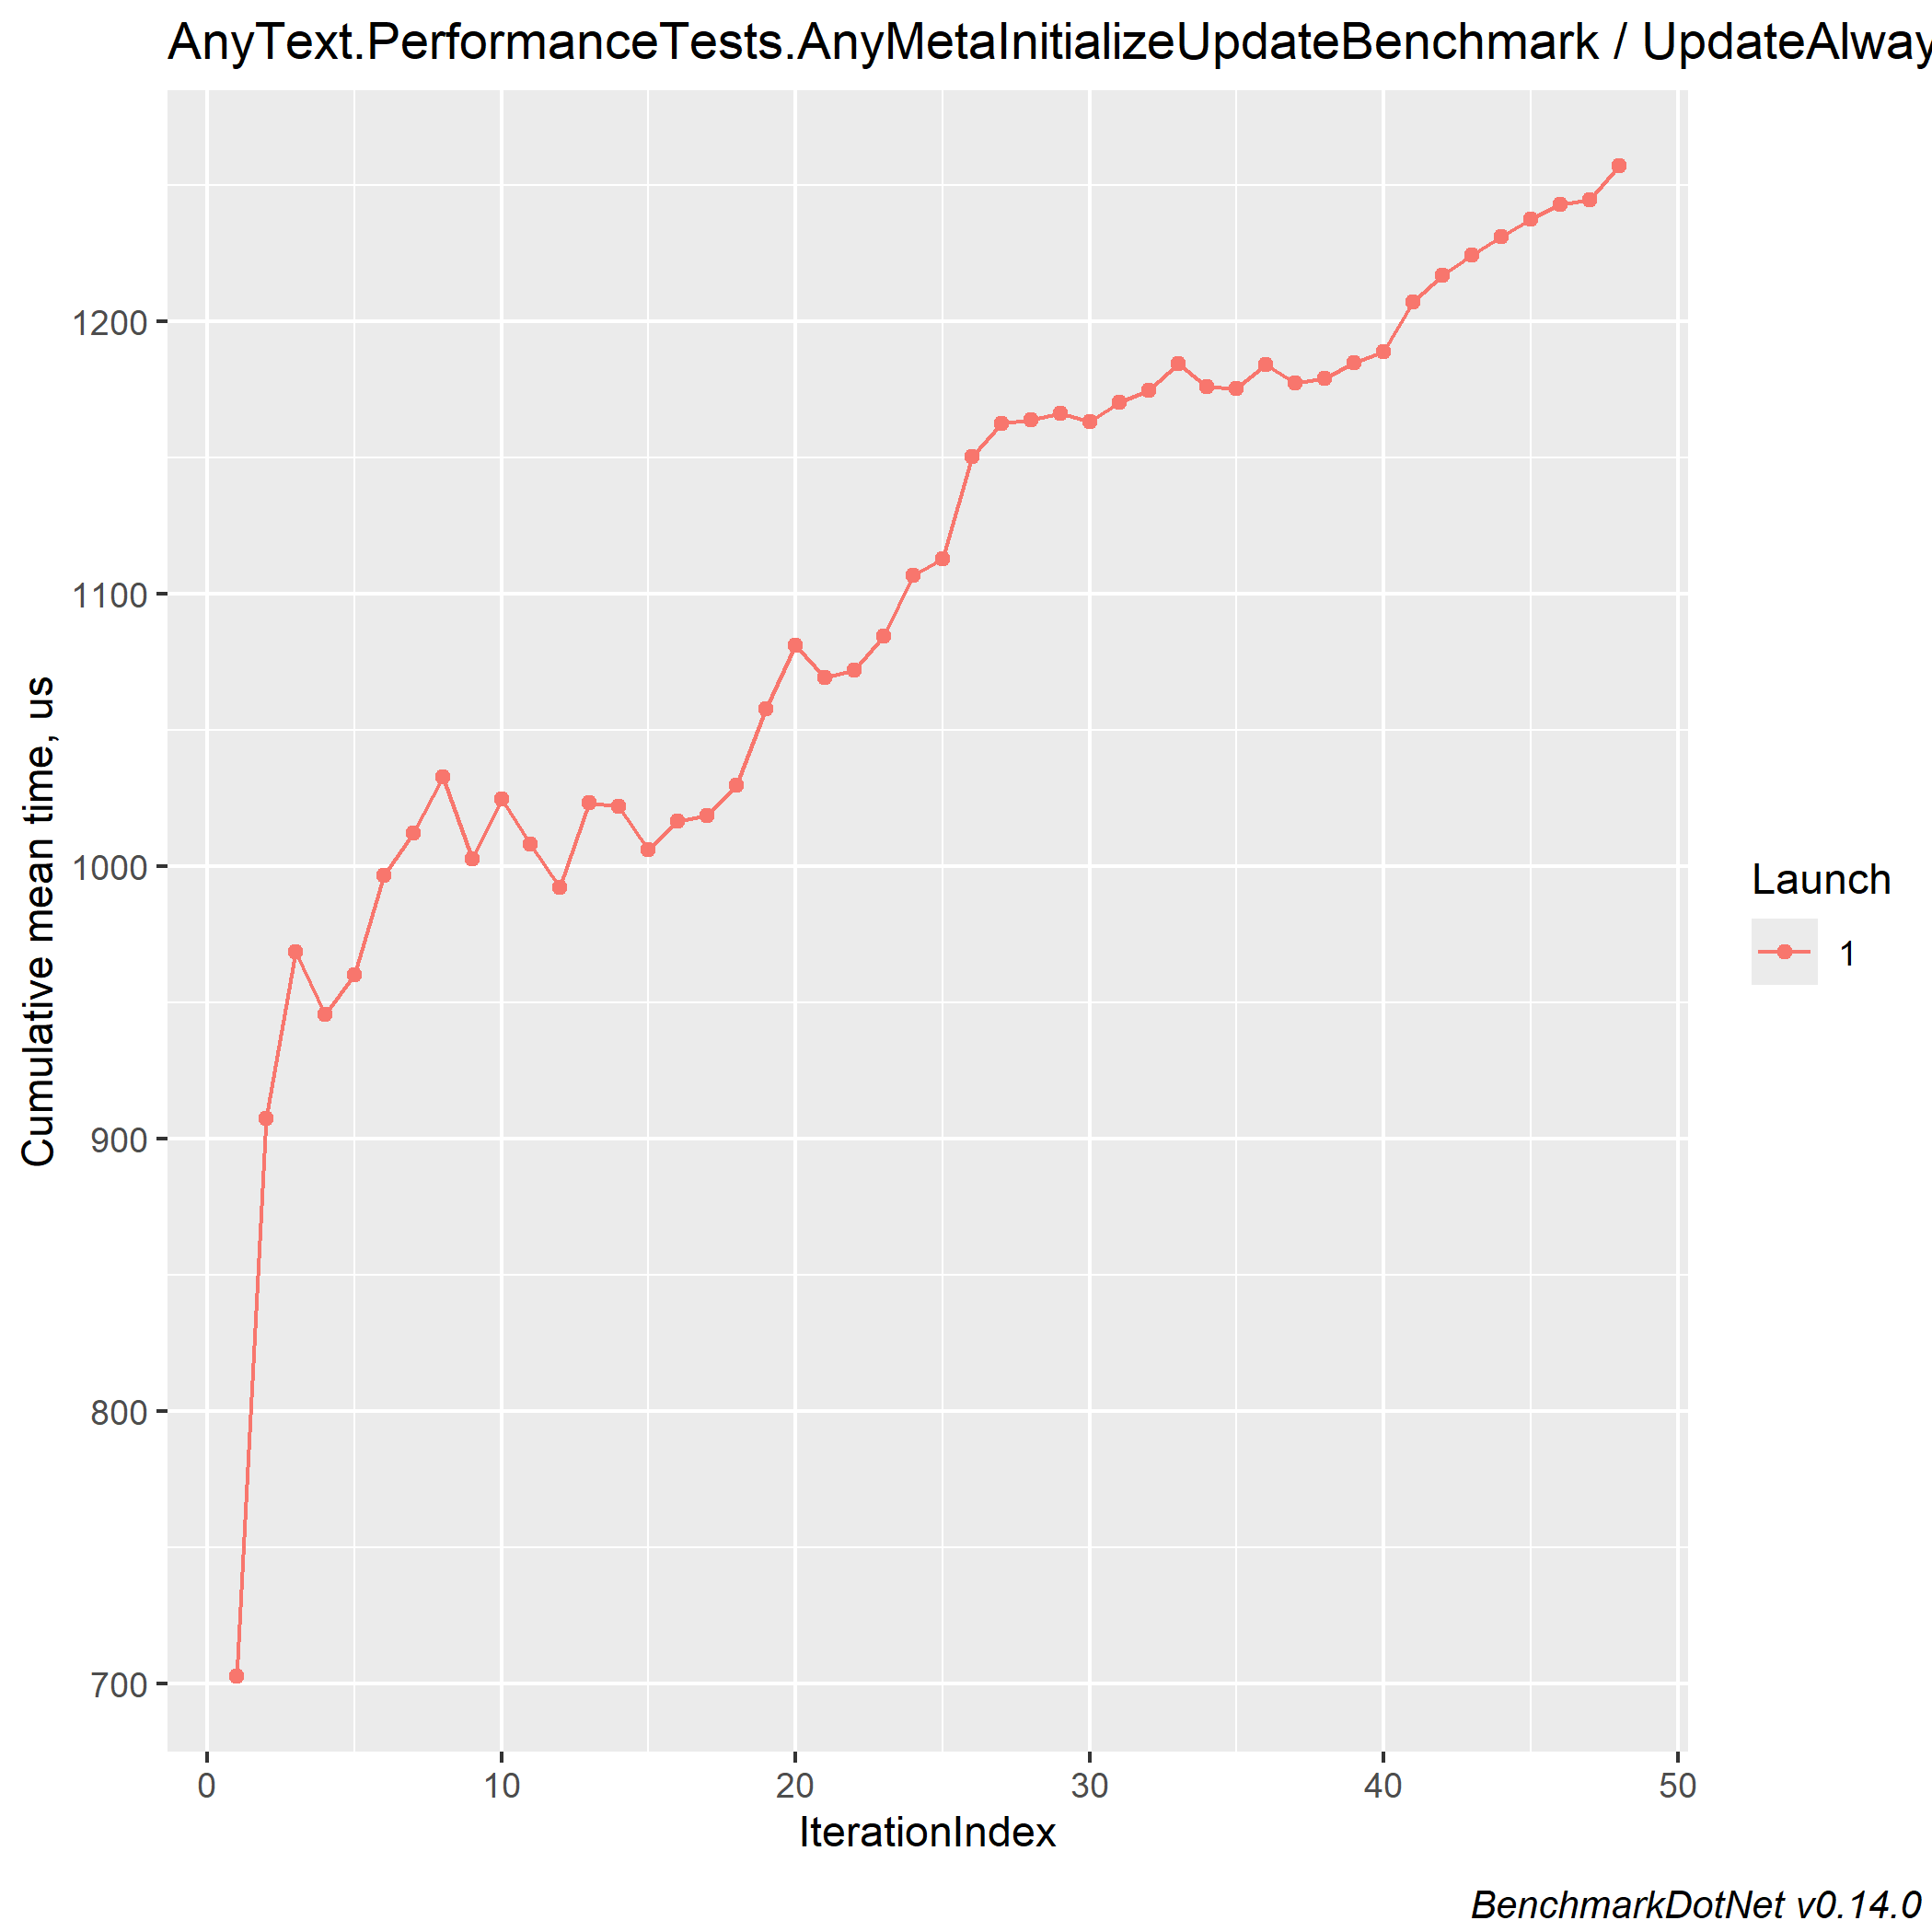 AnyText.PerformanceTests.AnyMetaInitializeUpdateBenchmark / UpdateAlway
Cumulative mean time, us
1200
1100
1000
900
800
700
0 10 20 30 40 50
IterationIndex
Launch
1
BenchmarkDotNet v0.14.0